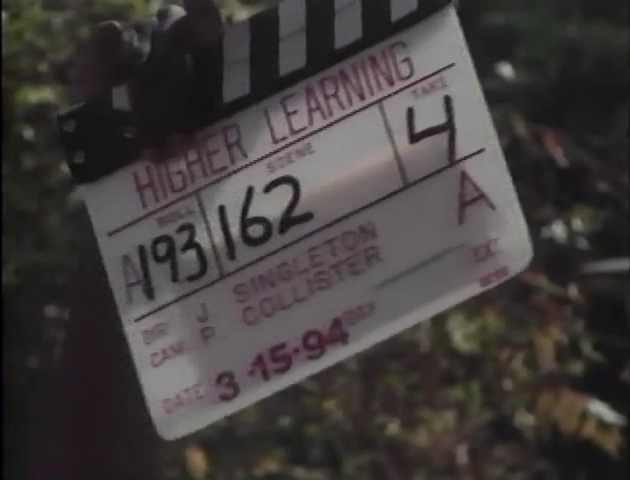 HIGHER LEARNING
ROLL SCENE TAKE
A193 162 4
A
DIR: J. SINGLETON
CAM: P. COLLISTER
DAY EXT
DATE 3-15-94